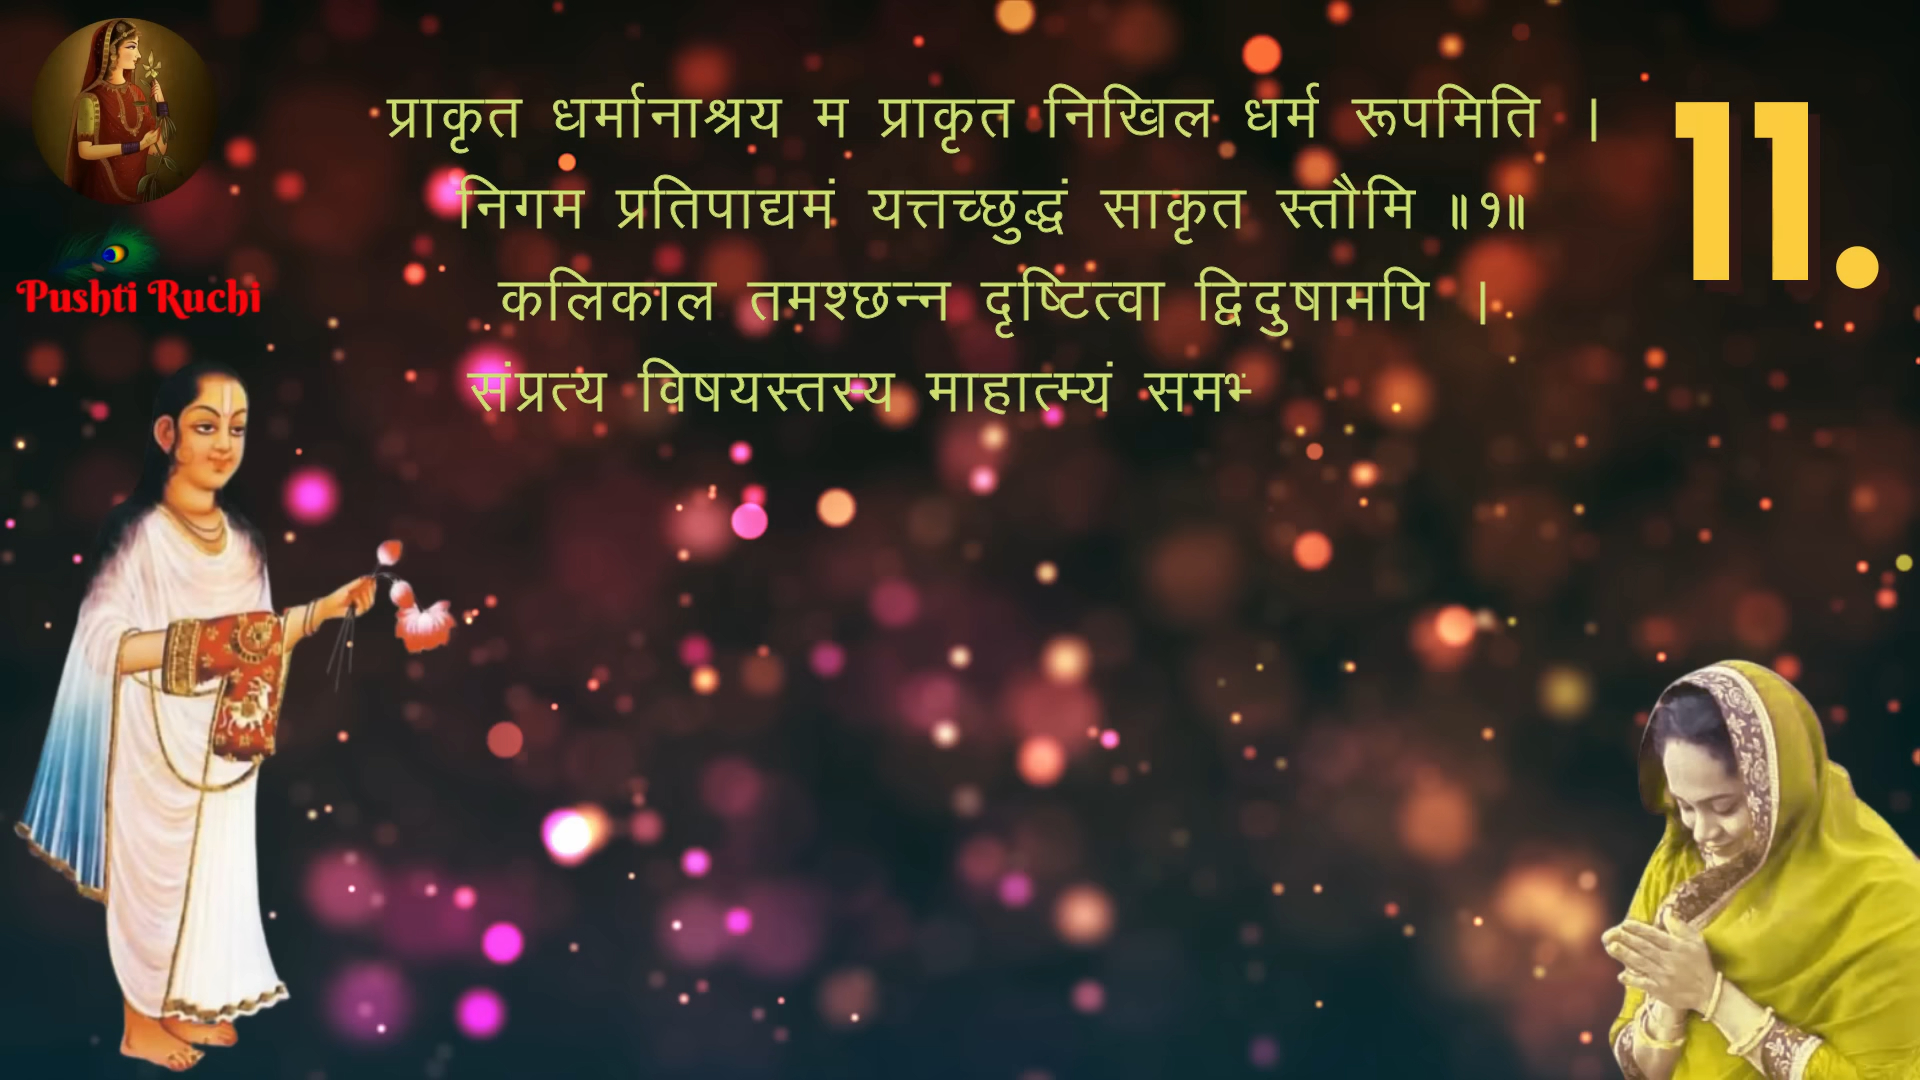 प्राकृत धर्मानाश्रय म प्राकृत निखिल धर्म रूपमिति ।
निगम प्रतिपाद्यमं यत्तच्छुद्धं साकृत स्तौमि ॥१॥
कलिकाल तमश्छन्न दृष्टित्वा द्विदुषामपि ।
संप्रत्य विषयस्तस्य माहात्म्यं
11.
Pushti Ruchi